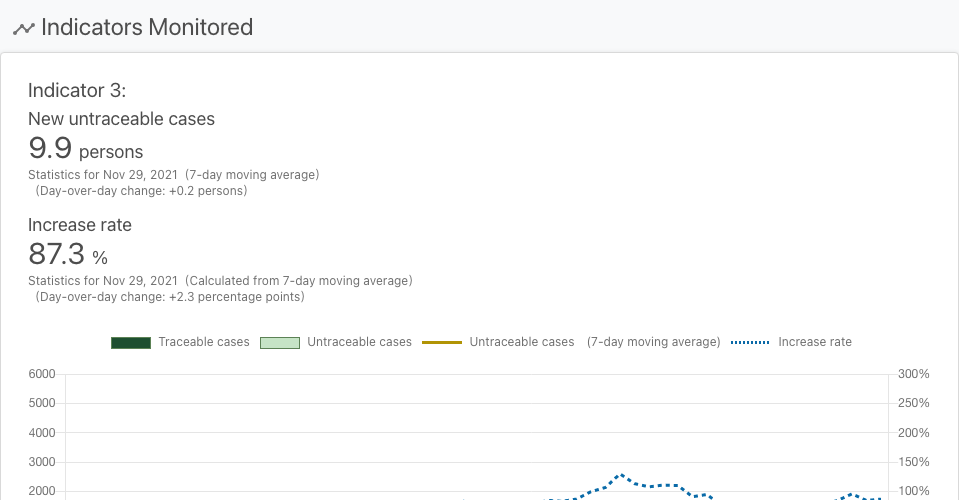 Indicators Monitored
Indicator 3:
New untraceable cases
9.9 persons
Statistics for Nov 29, 2021 (7-day moving average)
(Day-over-day change: +0.2 persons)
Increase rate
87.3 %
Statistics for Nov 29, 2021 (Calculated from 7-day moving average)
(Day-over-day change: +2.3 percentage points)
Traceable cases Untraceable cases Untraceable cases (7-day moving average) Increase rate
6000 300%
5000 250%
4000 200%
3000 150%
2000 100%